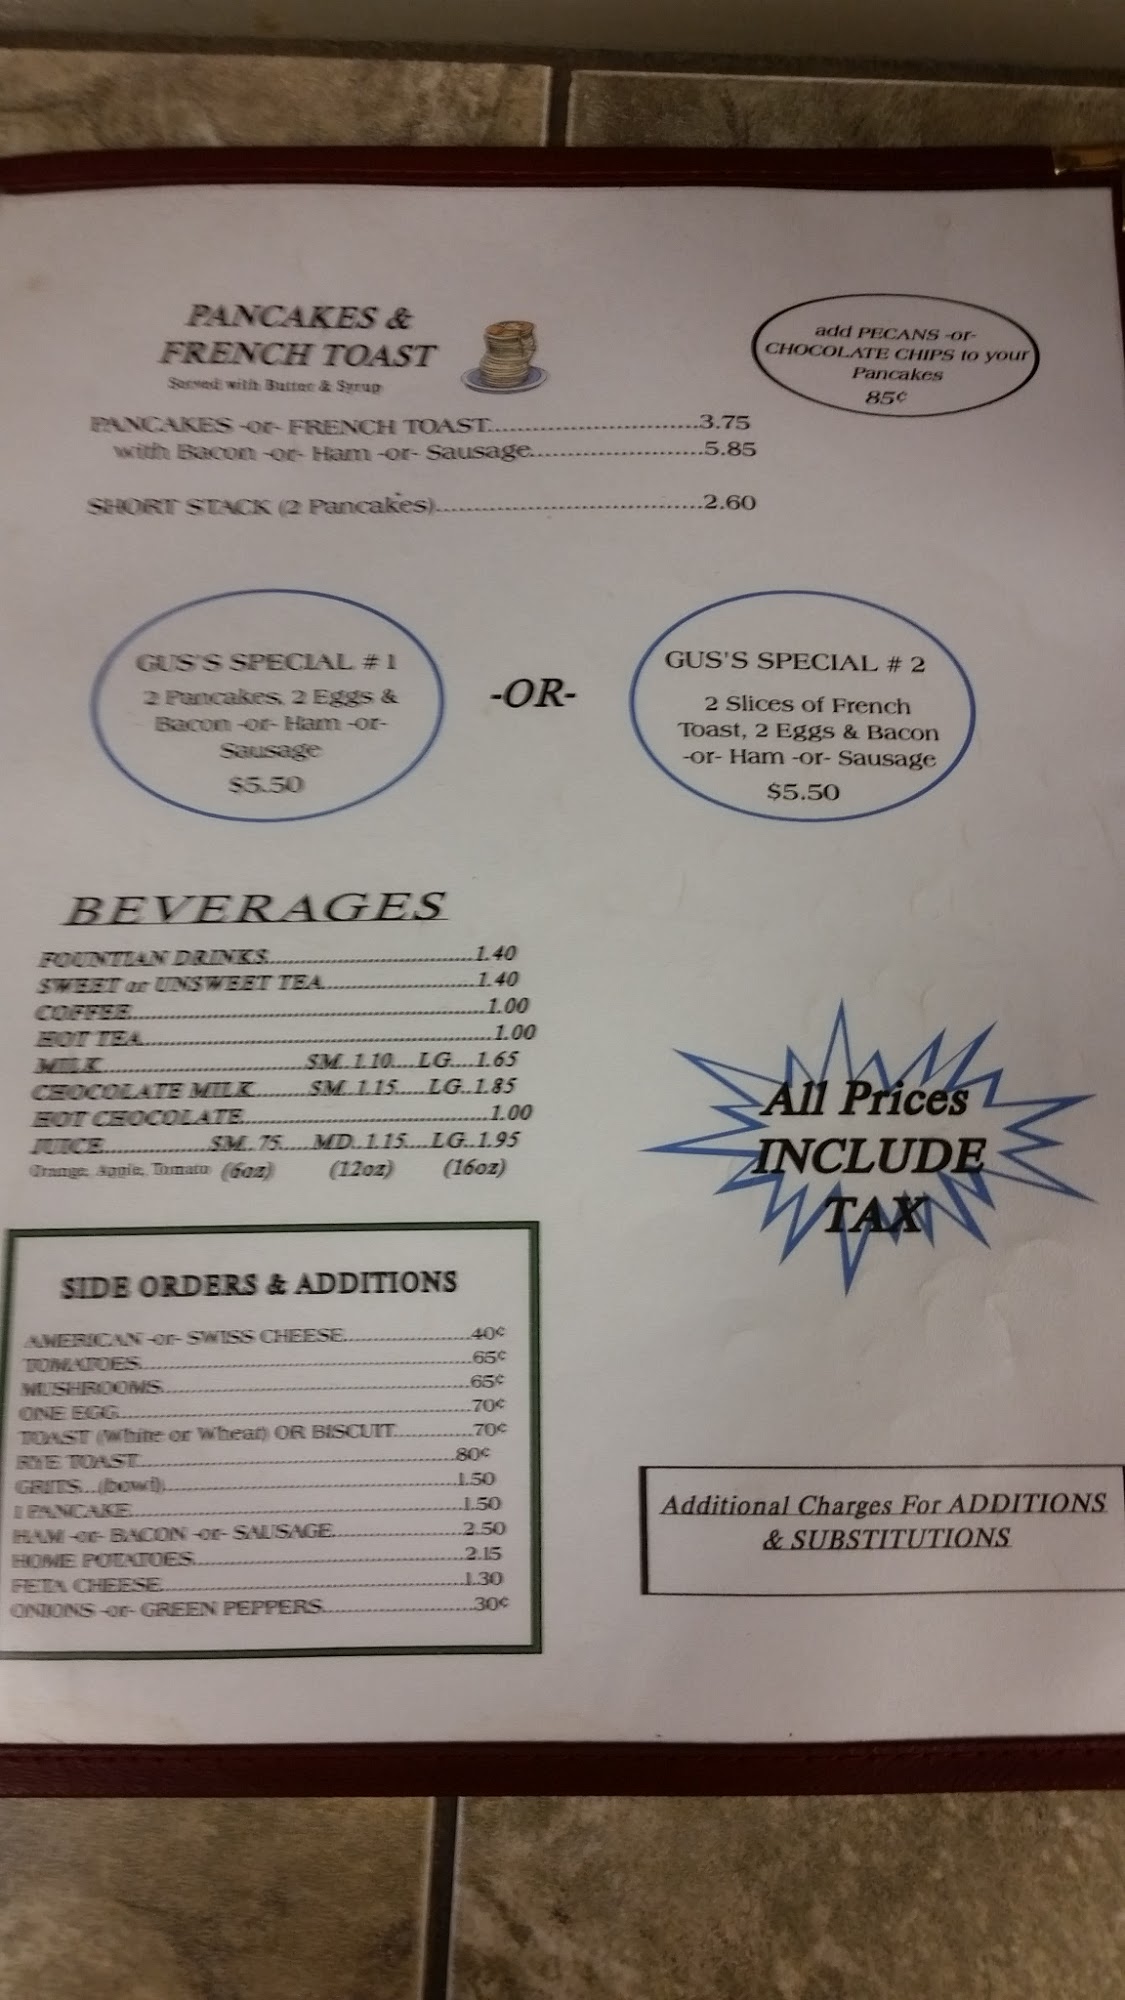 PANCAKES &
FRENCH TOAST
Served with Butter & Syrup
add PECANS -or-
CHOCOLATE CHIPS to your
Pancakes
85¢
PANCAKES -or- FRENCH TOAST..............................3.75
with Bacon -or- Ham -or- Sausage.........................5.85
SHORT STACK (2 Pancakes)......................................2.60
GUS'S SPECIAL # 1
2 Pancakes, 2 Eggs &
Bacon -or- Ham -or-
Sausage
$5.50
-OR-
GUS'S SPECIAL # 2
2 Slices of French
Toast, 2 Eggs & Bacon
-or- Ham -or- Sausage
$5.50
BEVERAGES
FOUNTIAN DRINKS.................................1.40
SWEET or UNSWEET TEA.........................1.40
COFFEE..........................................................1.00
HOT TEA.........................................................1.00
MILK.................................SM..1.10....LG....1.65
CHOCOLATE MILK.........SM..1.15.....LG..1.85
HOT CHOCOLATE........................................1.00
JUICE.................SM..75.....MD..1.15....LG..1.95
Orange, Apple, Tomato (6oz) (12oz) (16oz)
All Prices
INCLUDE
TAX
SIDE ORDERS & ADDITIONS
AMERICAN -or- SWISS CHEESE.....................40¢
TOMATOES.......................................................65¢
MUSHROOMS...................................................65¢
ONE EGG..........................................................70¢
TOAST (White or Wheat) OR BISCUIT.............70¢
RYE TOAST.....................................................80¢
GRITS...(bowl)................................................1.50
1 PANCAKE......................................................1.50
HAM -or- BACON -or- SAUSAGE.....................2.50
HOME POTATOES............................................2.15
FETA CHEESE.................................................1.30
ONIONS -or- GREEN PEPPERS.........................30¢
Additional Charges For ADDITIONS
& SUBSTITUTIONS